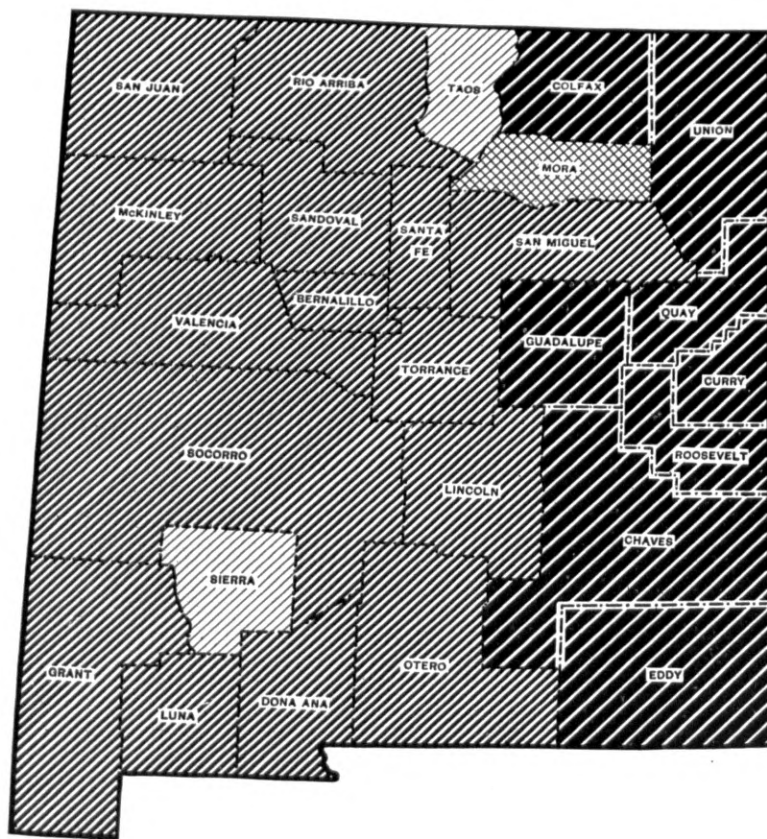 SAN JUAN
RIO ARRIBA
TAOS
COLFAX
UNION
MORA
McKINLEY
SANDOVAL
SANTA
FE
SAN MIGUEL
BERNALILLO
VALENCIA
QUAY
GUADALUPE
TORRANCE
CURRY
SOCORRO
ROOSEVELT
LINCOLN
CHAVES
SIERRA
GRANT
OTERO
EDDY
LUNA
DONA ANA